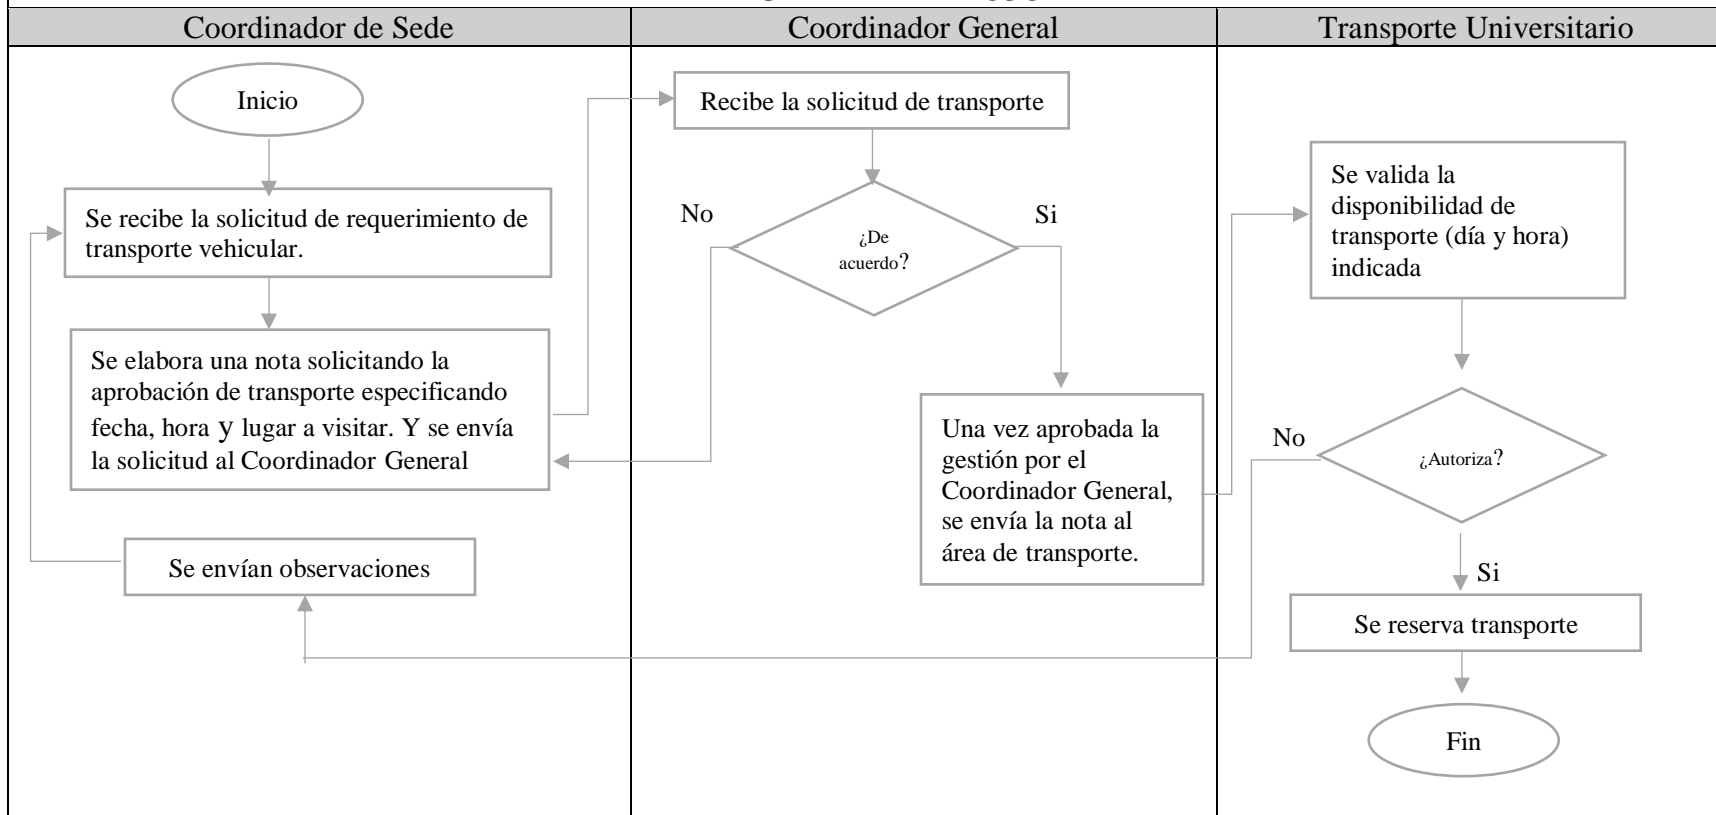 Coordinador de Sede
Coordinador General
Transporte Universitario
Inicio
Se recibe la solicitud de requerimiento de
transporte vehicular.
Se elabora una nota solicitando la
aprobación de transporte especificando
fecha, hora y lugar a visitar. Y se envía
la solicitud al Coordinador General
Se envían observaciones
Recibe la solicitud de transporte
No
Si
¿De
acuerdo?
Una vez aprobada la
gestión por el
Coordinador General,
se envía la nota al
área de transporte.
Se valida la
disponibilidad de
transporte (día y hora)
indicada
No
¿Autoriza?
Si
Se reserva transporte
Fin